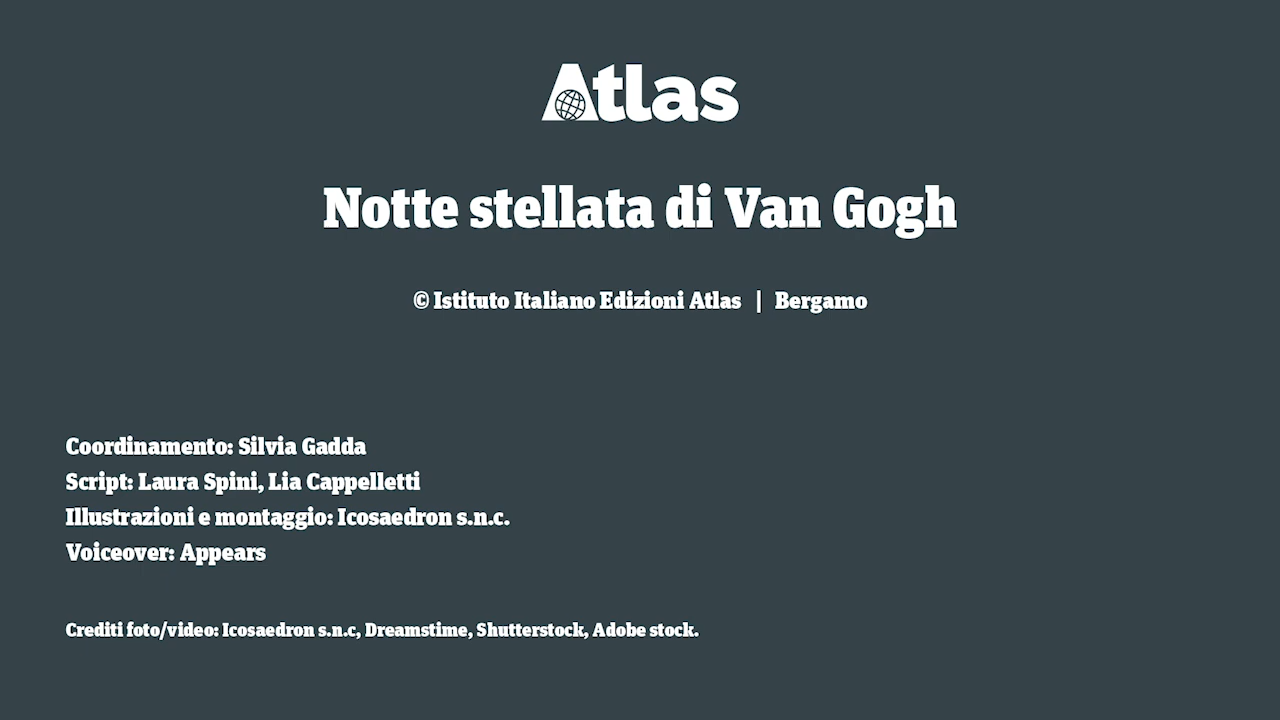 Atlas
Notte stellata di Van Gogh
© Istituto Italiano Edizioni Atlas | Bergamo
Coordinamento: Silvia Gadda
Script: Laura Spini, Lia Cappelletti
Illustrazioni e montaggio: Icosaedron s.n.c.
Voiceover: Appears
Crediti foto/video: Icosaedron s.n.c, Dreamstime, Shutterstock, Adobe stock.